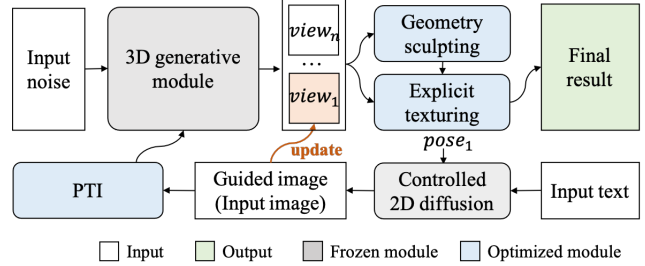 Input
noise
3D generative
module
view_n
...
view_1
Geometry
sculpting
Explicit
texturing
Final
result
update
pose_1
PTI
Guided image
(Input image)
Controlled
2D diffusion
Input text
Input
Output
Frozen module
Optimized module